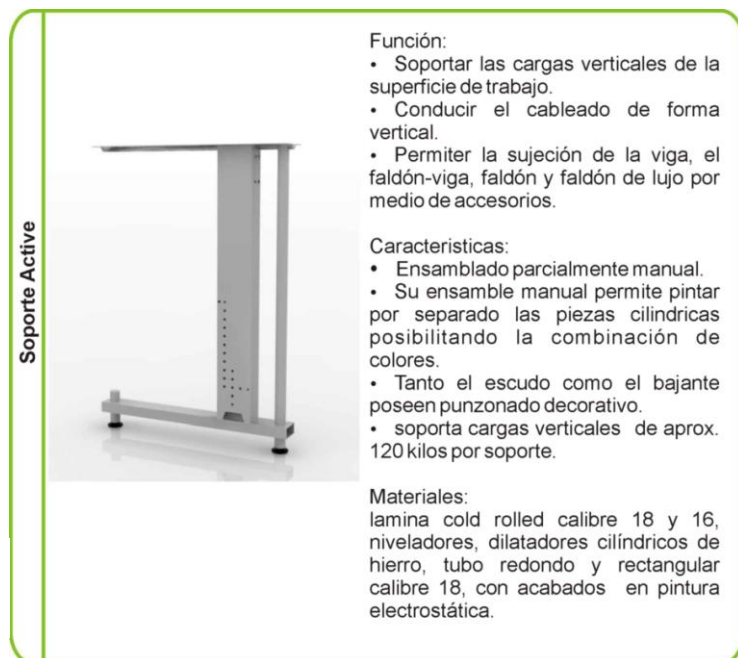 Soporte Active
Función:
• Soportar las cargas verticales de la
superficie de trabajo.
• Conducir el cableado de forma
vertical.
• Permiter la sujeción de la viga, el
faldón-viga, faldón y faldón de lujo por
medio de accesorios.
Caracteristicas:
• Ensamblado parcialmente manual.
• Su ensamble manual permite pintar
por separado las piezas cilindricas
posibilitando la combinación de
colores.
• Tanto el escudo como el bajante
poseen punzonado decorativo.
• soporta cargas verticales de aprox.
120 kilos por soporte.
Materiales:
lamina cold rolled calibre 18 y 16,
niveladores, dilatadores cilíndricos de
hierro, tubo redondo y rectangular
calibre 18, con acabados en pintura
electrostática.